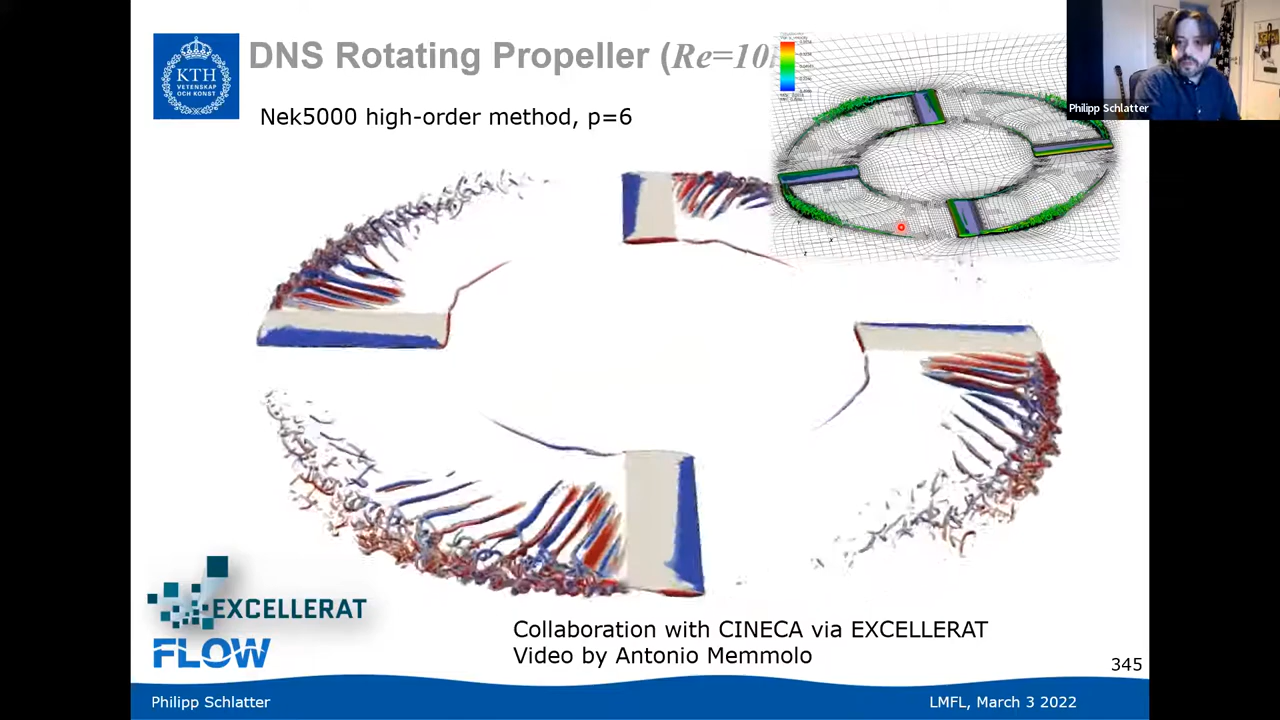 DNS Rotating Propeller (Re=10
Philipp Schlatter
KTH
VETENSKAP
OCH KONST
Nek5000 high-order method, p=6
EXCELLERAT
FLOW
Collaboration with CINECA via EXCELLERAT
Video by Antonio Memmolo
345
Philipp Schlatter
LMFL, March 3 2022